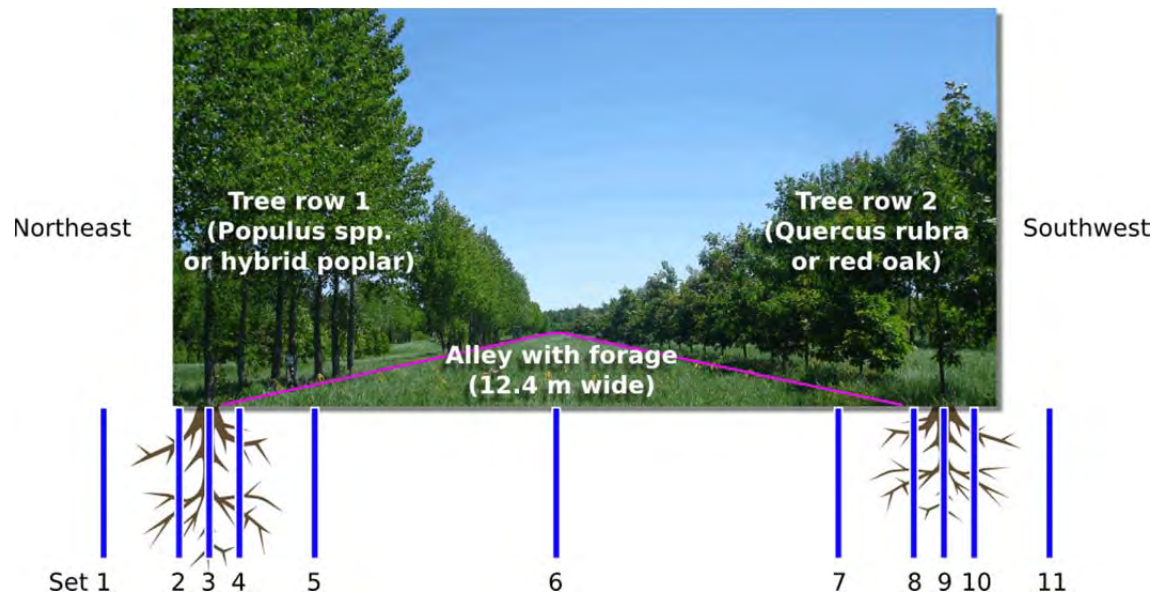 Northeast
Tree row 1
(Populus spp.
or hybrid poplar)
Tree row 2
(Quercus rubra
or red oak)
Southwest
Alley with forage
(12.4 m wide)
Set 1 2 3 4 5 6 7 8 9 10 11